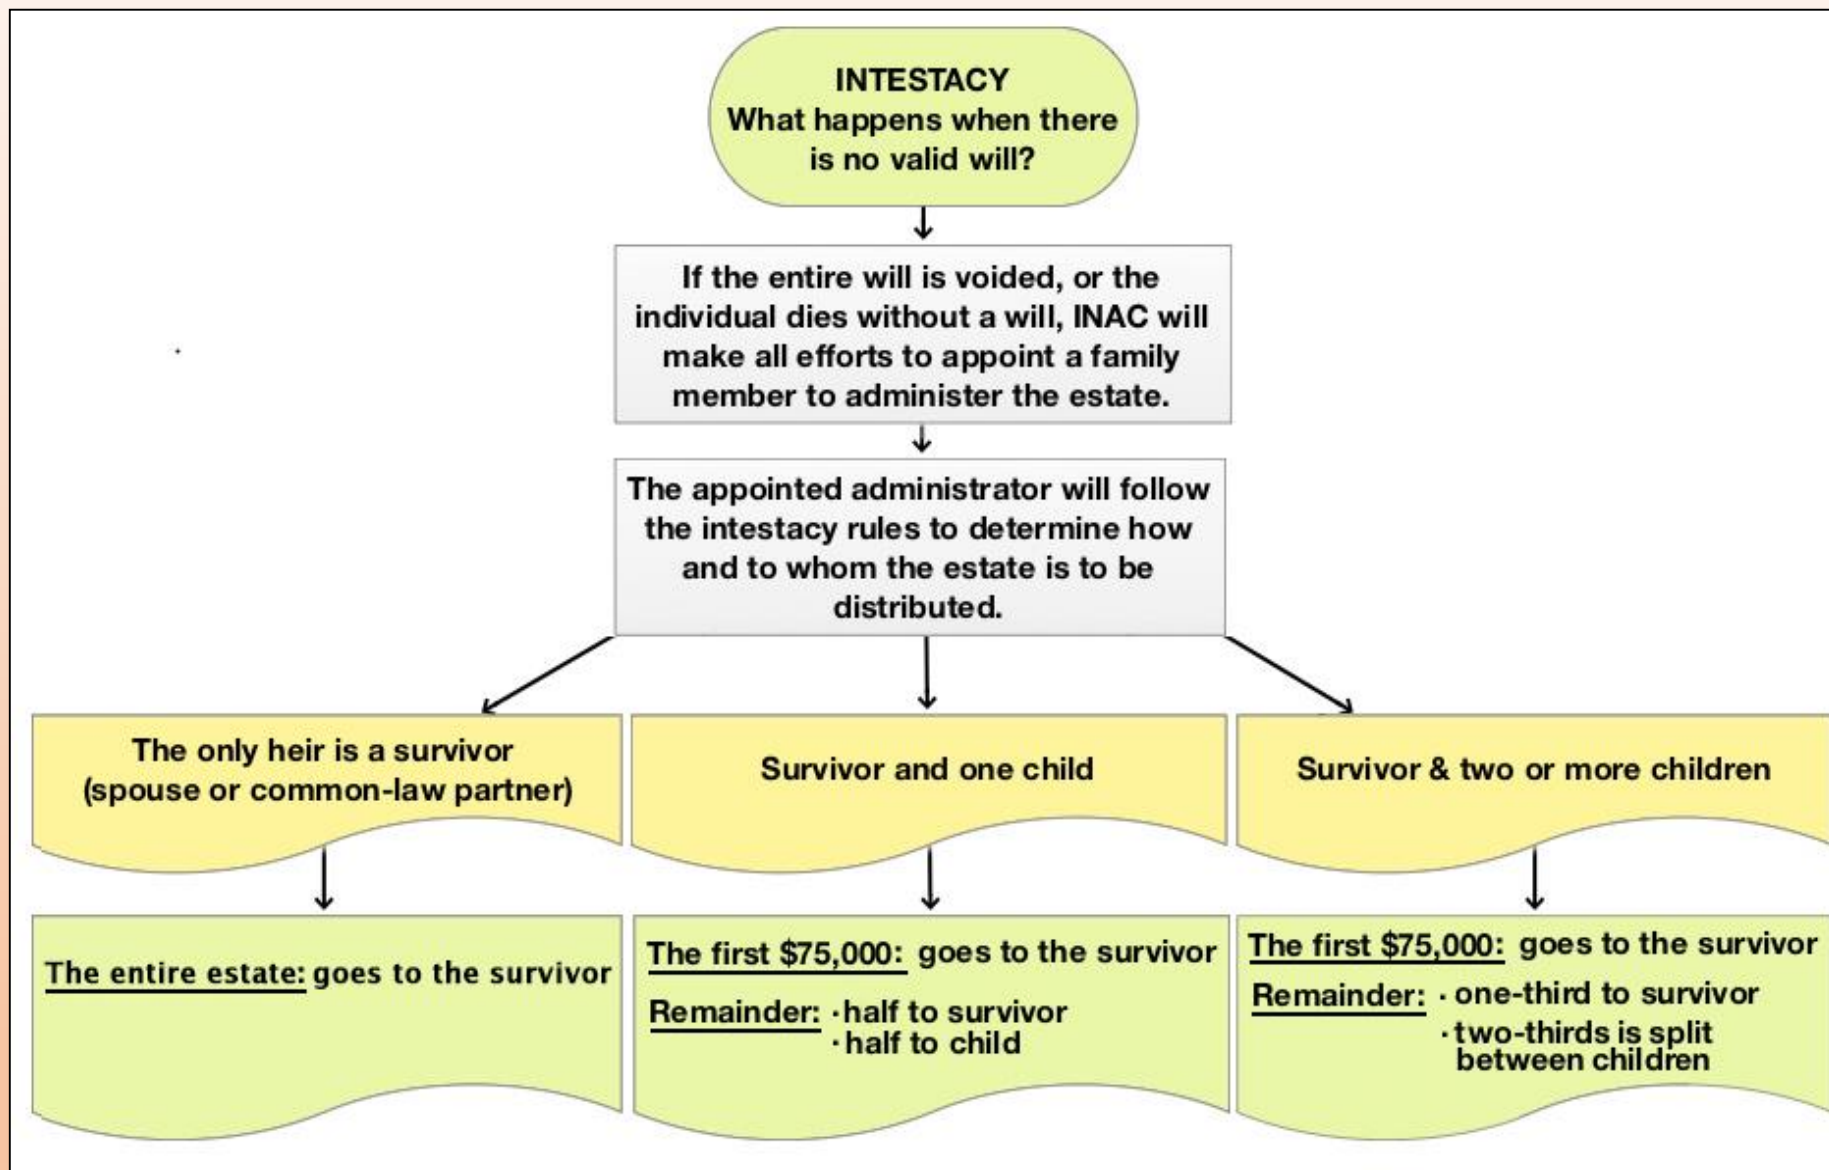 INTESTACY
What happens when there
is no valid will?
If the entire will is voided, or the
individual dies without a will, INAC will
make all efforts to appoint a family
member to administer the estate.
The appointed administrator will follow
the intestacy rules to determine how
and to whom the estate is to be
distributed.
The only heir is a survivor
(spouse or common-law partner)
Survivor and one child
Survivor & two or more children
The entire estate: goes to the survivor
The first $75,000: goes to the survivor
Remainder: · half to survivor
· half to child
The first $75,000: goes to the survivor
Remainder: · one-third to survivor
· two-thirds is split
between children